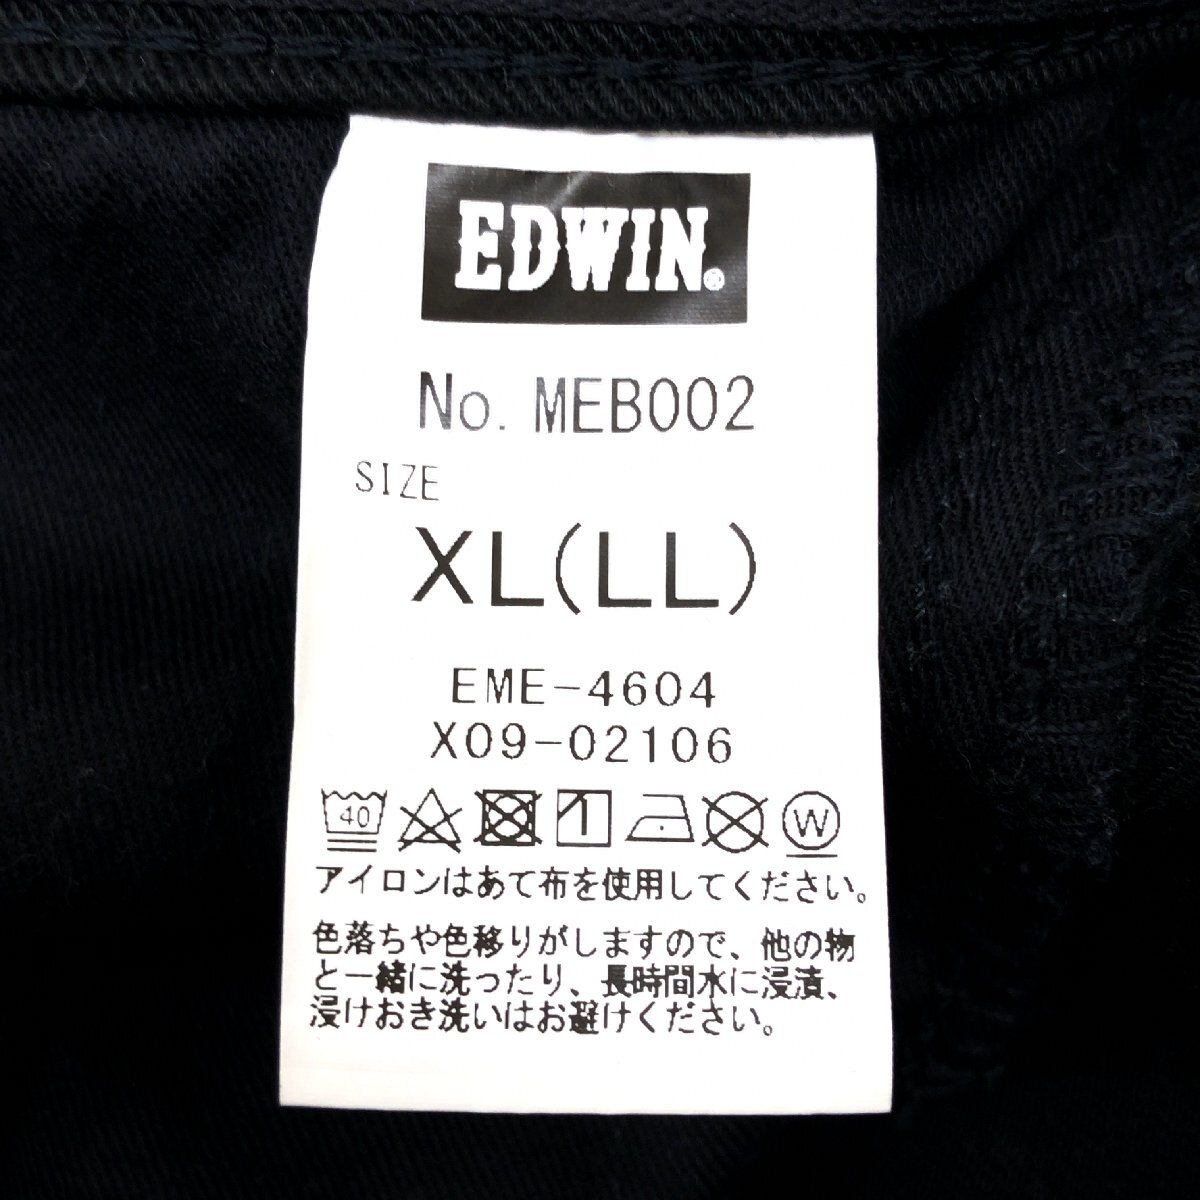 EDWIN®
No. MEB002
SIZE
XL(LL)
EME-4604
X09-02106
40 1 W
アイロンはあて布を使用してください。
色落ちや色移りがしますので、他の物
と一緒に洗ったり、長時間水に浸漬、
浸けおき洗いはお避けください。